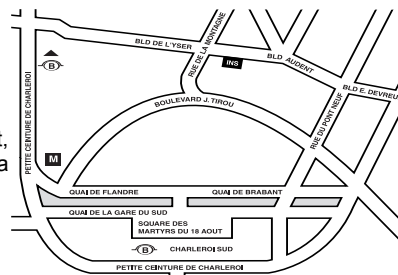 BLD DE L'YSER
RUE DE LA MONTAGNE
INS
BLD AUDENT
BLD E. DEVREU
B
PETITE CEINTURE DE CHARLEROI
BOULEVARD J. TIROU
RUE DU PONT NEUF
t,
a
M
QUAI DE FLANDRE
QUAI DE BRABANT
QUAI DE LA GARE DU SUD
SQUARE DES
MARTYRS DU 18 AOUT
B
CHARLEROI SUD
PETITE CEINTURE DE CHARLEROI